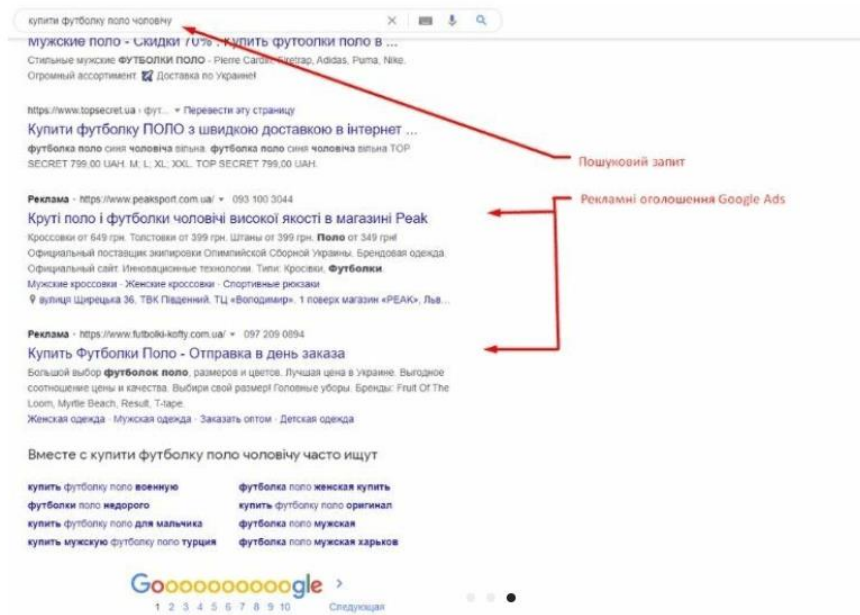 купити футболку поло чоловічу
Мужские поло - Скидки 70% . Купить футболки поло в ...
Стильные мужские ФУТБОЛКИ ПОЛО - Pierre Cardin, Firetrap, Adidas, Puma, Nike.
Огромный ассортимент. Доставка по Украине!
https://www.topsecret.ua › фут... Перевести эту страницу
Купити футболку ПОЛО з швидкою доставкою в інтернет ...
футболка поло синя чоловіча вільна. футболка поло синя чоловіча вільна TOP
SECRET 799,00 UAH. M; L; XL; XXL. TOP SECRET 799,00 UAH.
Пошуковий запит
Реклама · https://www.peaksport.com.ua/ 093 100 3044
Рекламні оголошення Google Ads
Круті поло і футболки чоловічі високої якості в магазині Peak
Кроссовки от 649 грн. Толстовки от 399 грн. Штаны от 399 грн. Поло от 349 грн!
Официальный поставщик экипировки Олимпийской Сборной Украины. Брендовая одежда.
Официальный сайт. Инновационные технологии. Типи: Кросівки, Футболки.
Мужские кроссовки · Женские кроссовки · Спортивные рюкзаки
вулиця Щирецька 36, ТВК Південний, ТЦ «Володимир», 1 поверх магазин «PEAK», Льв...
Реклама · https://www.futbolki-kofty.com.ua/ 097 209 0894
Купить Футболки Поло - Отправка в день заказа
Большой выбор футболок поло, размеров и цветов. Лучшая цена в Украине. Выгодное
соотношение цены и качества. Выбири свой размер! Головные уборы. Бренды: Fruit Of The
Loom, Myrtle Beach, Result, T-tape.
Женская одежда · Мужская одежда · Заказать оптом · Детская одежда
Вместе с купити футболку поло чоловічу часто ищут
купить футболку поло военную
футболка поло женская купить
футболки поло недорого
купить футболку поло оригинал
купить футболку поло для мальчика
футболка поло мужская
купить мужскую футболку поло турция
футболка поло мужская харьков
Goooooooooogle >
1 2 3 4 5 6 7 8 9 10 Следующая